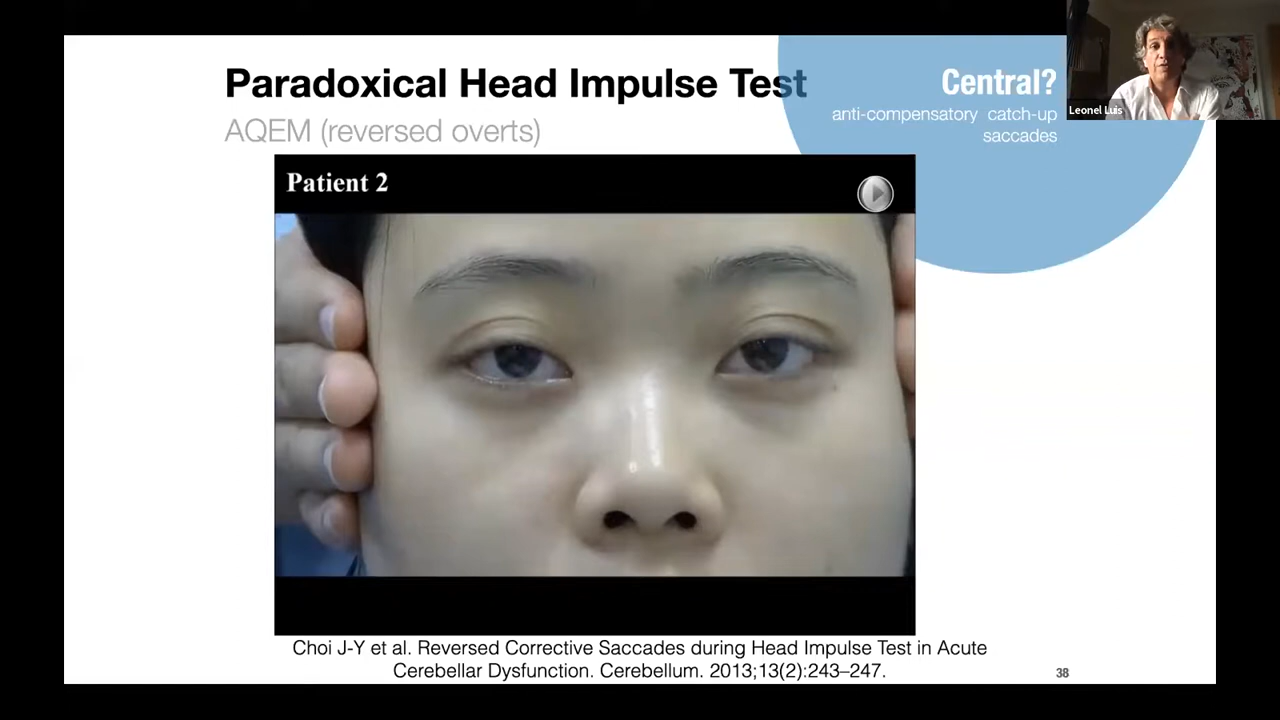 Paradoxical Head Impulse Test
AQEM (reversed overts)
Central?
anti-compensatory catch-up
saccades
Leonel Luis
Patient 2
Choi J-Y et al. Reversed Corrective Saccades during Head Impulse Test in Acute
Cerebellar Dysfunction. Cerebellum. 2013;13(2):243–247.
38